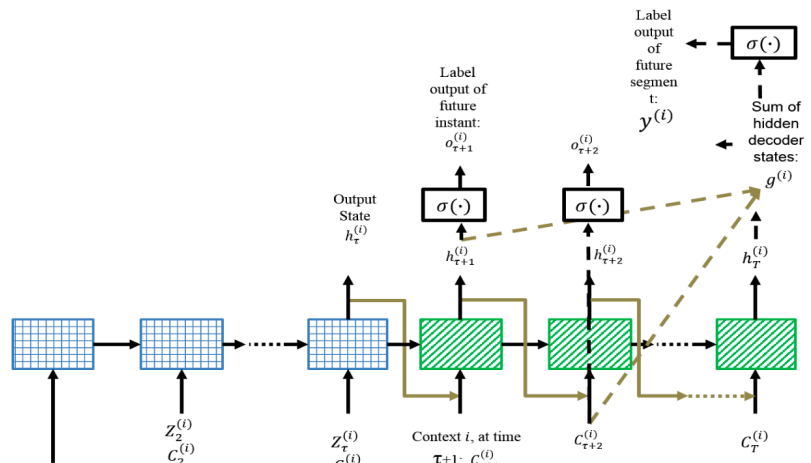 Label
output
of
future
segmen
t:
y^{(i)}
σ(·)
Sum of
hidden
decoder
states:
g^{(i)}
Label
output of
future
instant:
o_{τ+1}^{(i)}
o_{τ+2}^{(i)}
σ(·)
σ(·)
Output
State
h_τ^{(i)}
h_{τ+1}^{(i)}
h_{τ+2}^{(i)}
h_T^{(i)}
Z_2^{(i)}
Z_τ^{(i)}
Context i, at time
τ+1:
C_{τ+2}^{(i)}
C_T^{(i)}